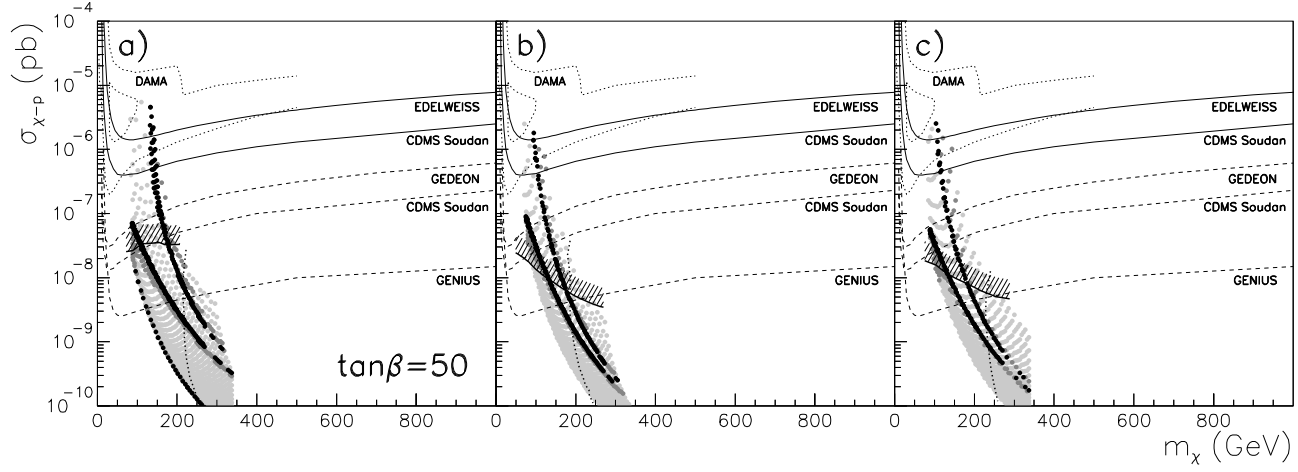 σχ−p (pb)
10−4
10−5
10−6
10−7
10−8
10−9
10−10
a)
DAMA
EDELWEISS
CDMS Soudan
GEDEON
CDMS Soudan
GENIUS
tanβ=50
0 200 400 600 800
b)
DAMA
EDELWEISS
CDMS Soudan
GEDEON
CDMS Soudan
GENIUS
0 200 400 600 800
c)
DAMA
EDELWEISS
CDMS Soudan
GEDEON
CDMS Soudan
GENIUS
0 200 400 600 800
mχ (GeV)